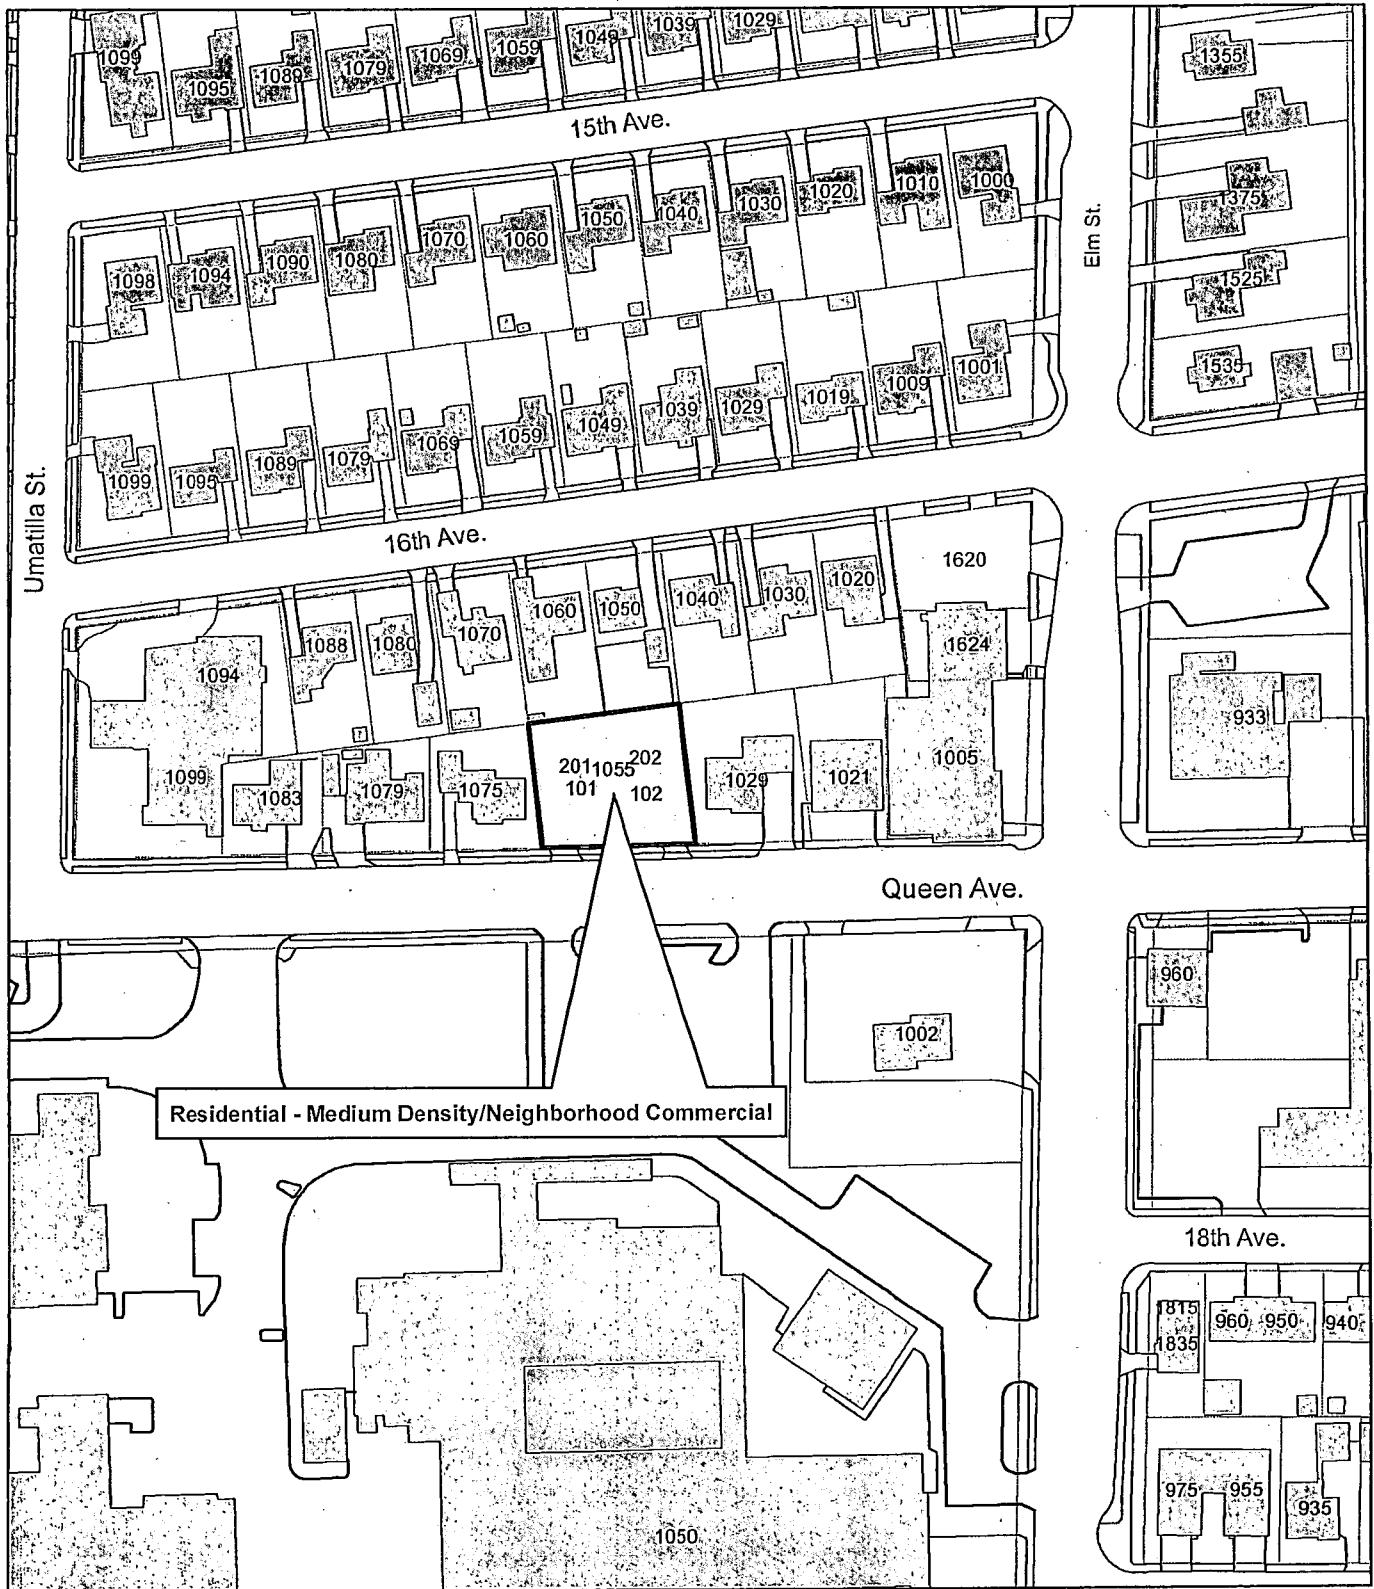 1039 1029
1099 1095 1089 1079 1069 1059 1049
1355
15th Ave.
1098 1094 1090 1080 1070 1060 1050 1040 1030 1020 1010 1000
Elm St.
1375
1525
1535
1099 1095 1089 1079 1069 1059 1049 1039 1029 1019 1009 1001
Umatilla St.
16th Ave.
1620
1094 1088 1080 1070 1060 1050 1040 1030 1020
1624
933
1099 1083 1079 1075
201 1055 202
101 102
1029 1021 1005
Queen Ave.
960
1002
Residential - Medium Density/Neighborhood Commercial
18th Ave.
1815 960 950 940
1835
975 955 935
1050